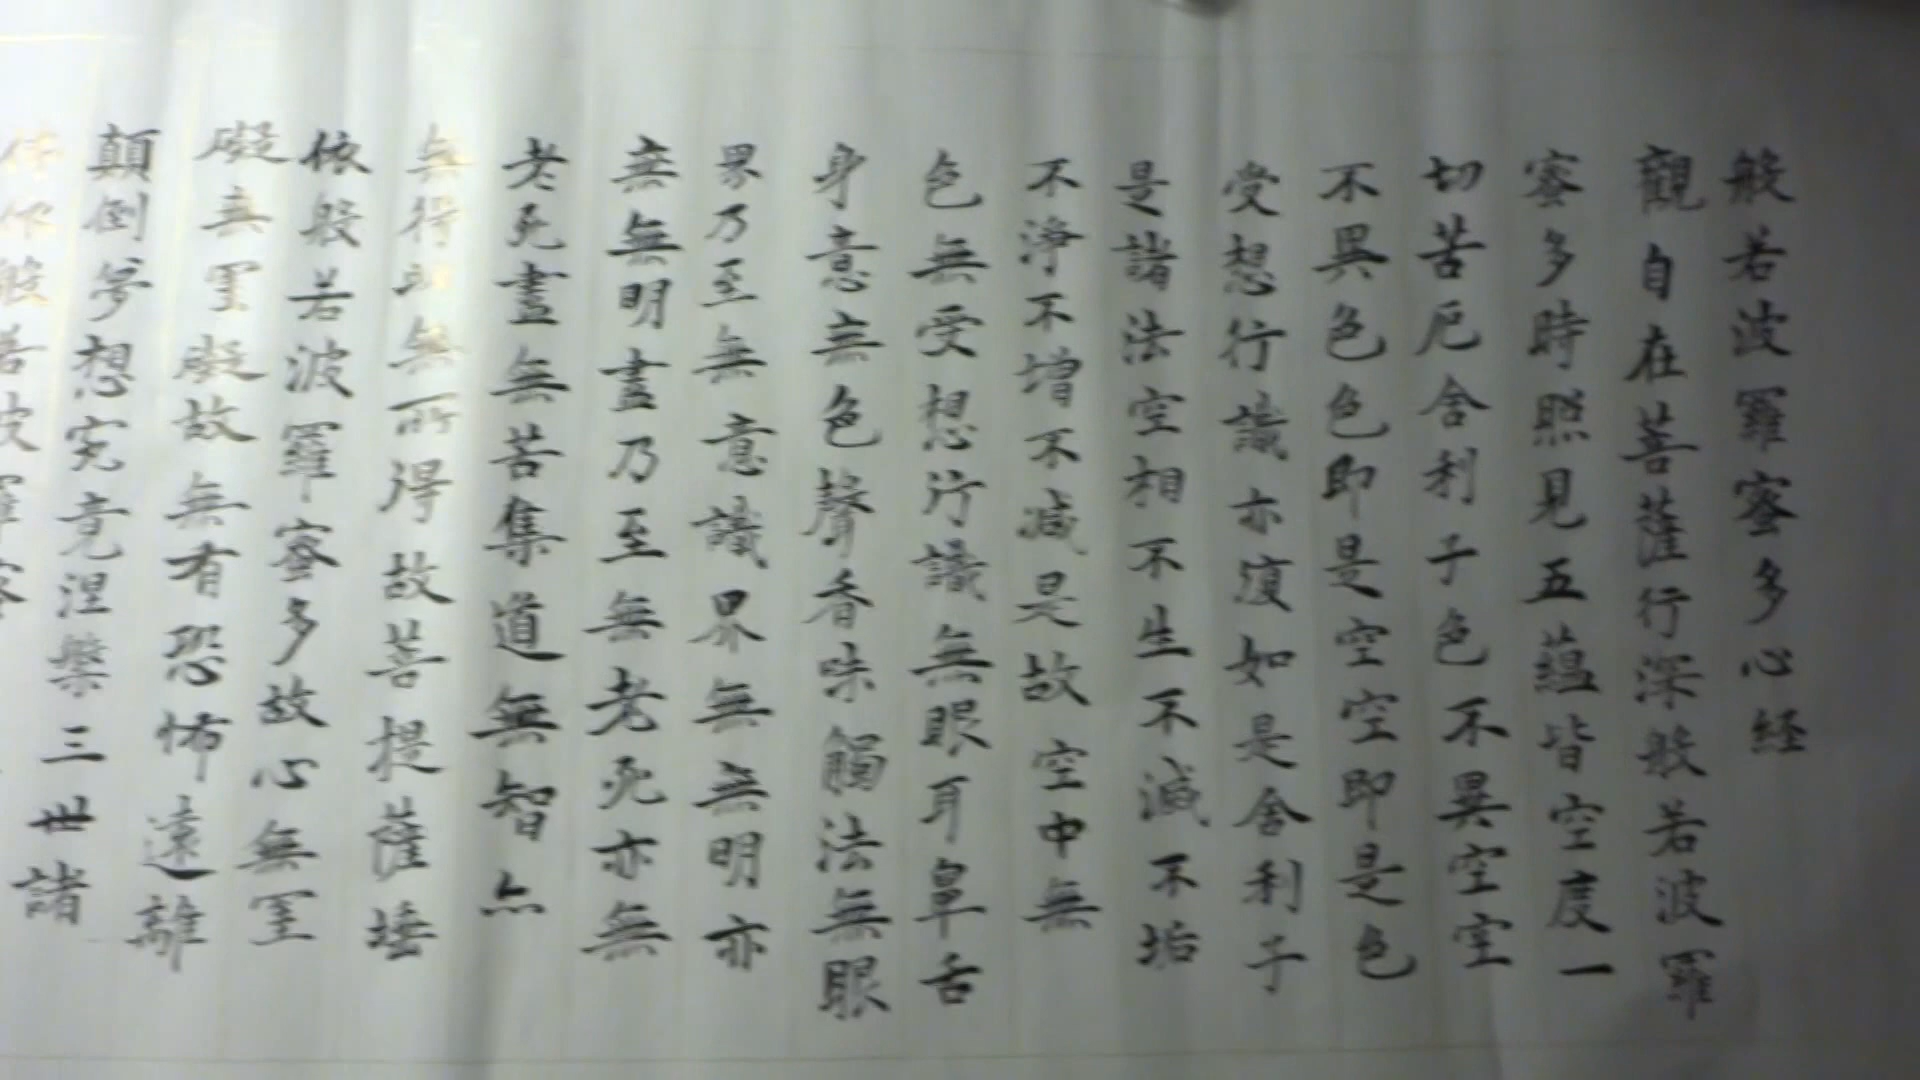 般若波羅蜜多心経
觀自在菩薩行深般若波羅
蜜多時照見五蘊皆空度一
切苦厄舍利子色不異空空
不異色色即是空空即是色
受想行識亦復如是舍利子
是諸法空相不生不滅不垢
不淨不増不減是故空中無
色無受想行識無眼耳鼻舌
身意無色聲香味觸法無眼
界乃至無意識界無無明亦
無無明盡乃至無老死亦無
老死盡無苦集道無智亦
無得以無所得故菩提薩埵
依般若波羅蜜多故心無罣
礙無罣礙故無有恐怖遠離
顛倒夢想究竟涅槃三世諸
般若波羅蜜